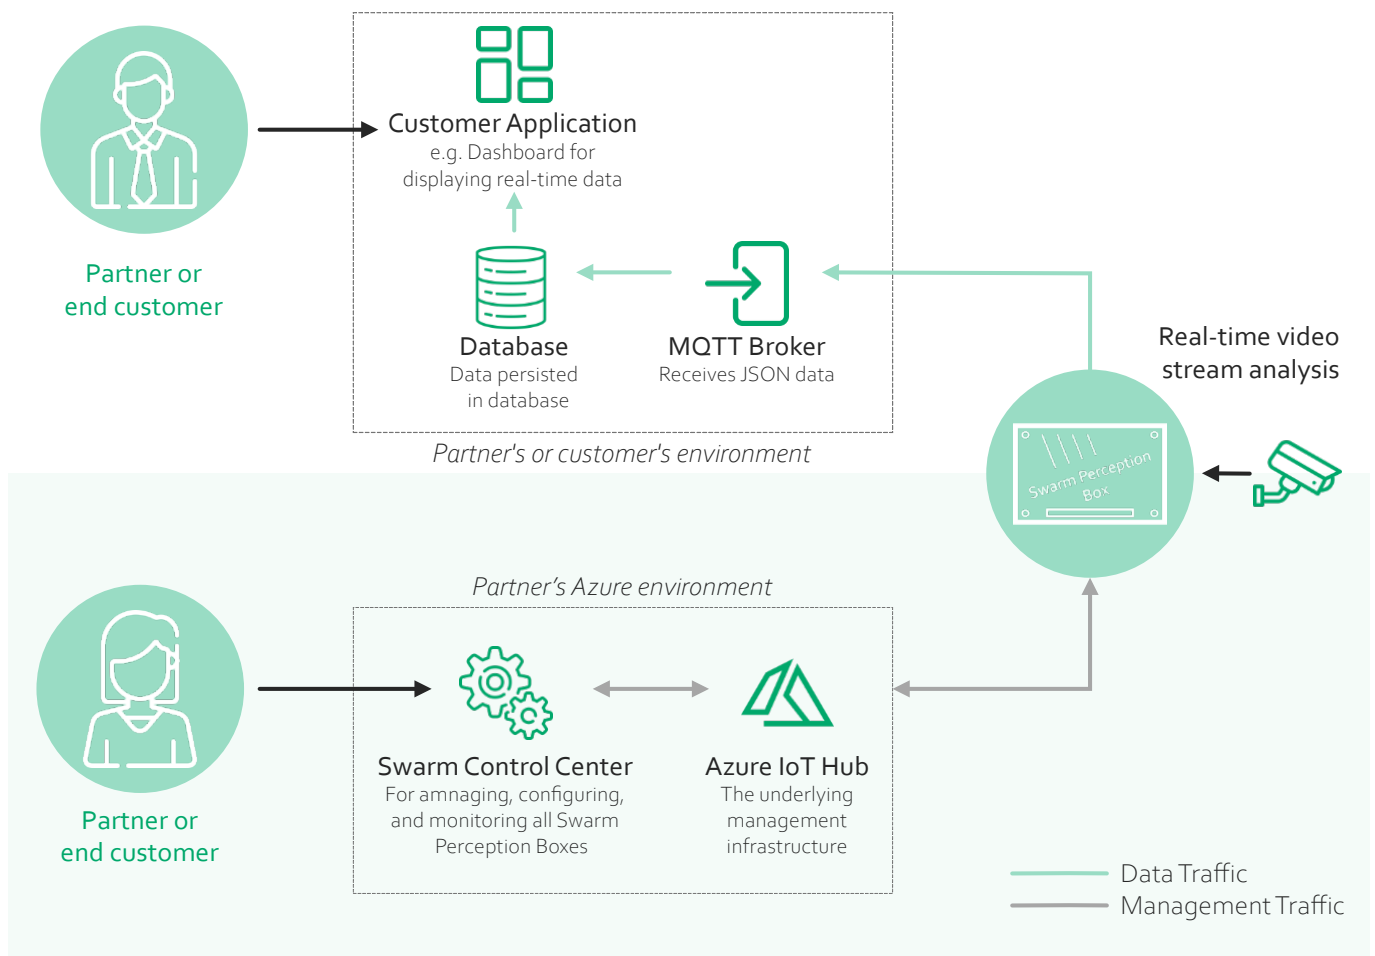 Customer Application
e.g. Dashboard for
displaying real-time data
Partner or
end customer
Database
Data persisted
in database
MQTT Broker
Receives JSON data
Partner's or customer's environment
Real-time video
stream analysis
Swarm Perception
Box
Partner’s Azure environment
Partner or
end customer
Swarm Control Center
For amnaging, configuring,
and monitoring all Swarm
Perception Boxes
Azure IoT Hub
The underlying
management
infrastructure
Data Traffic
Management Traffic